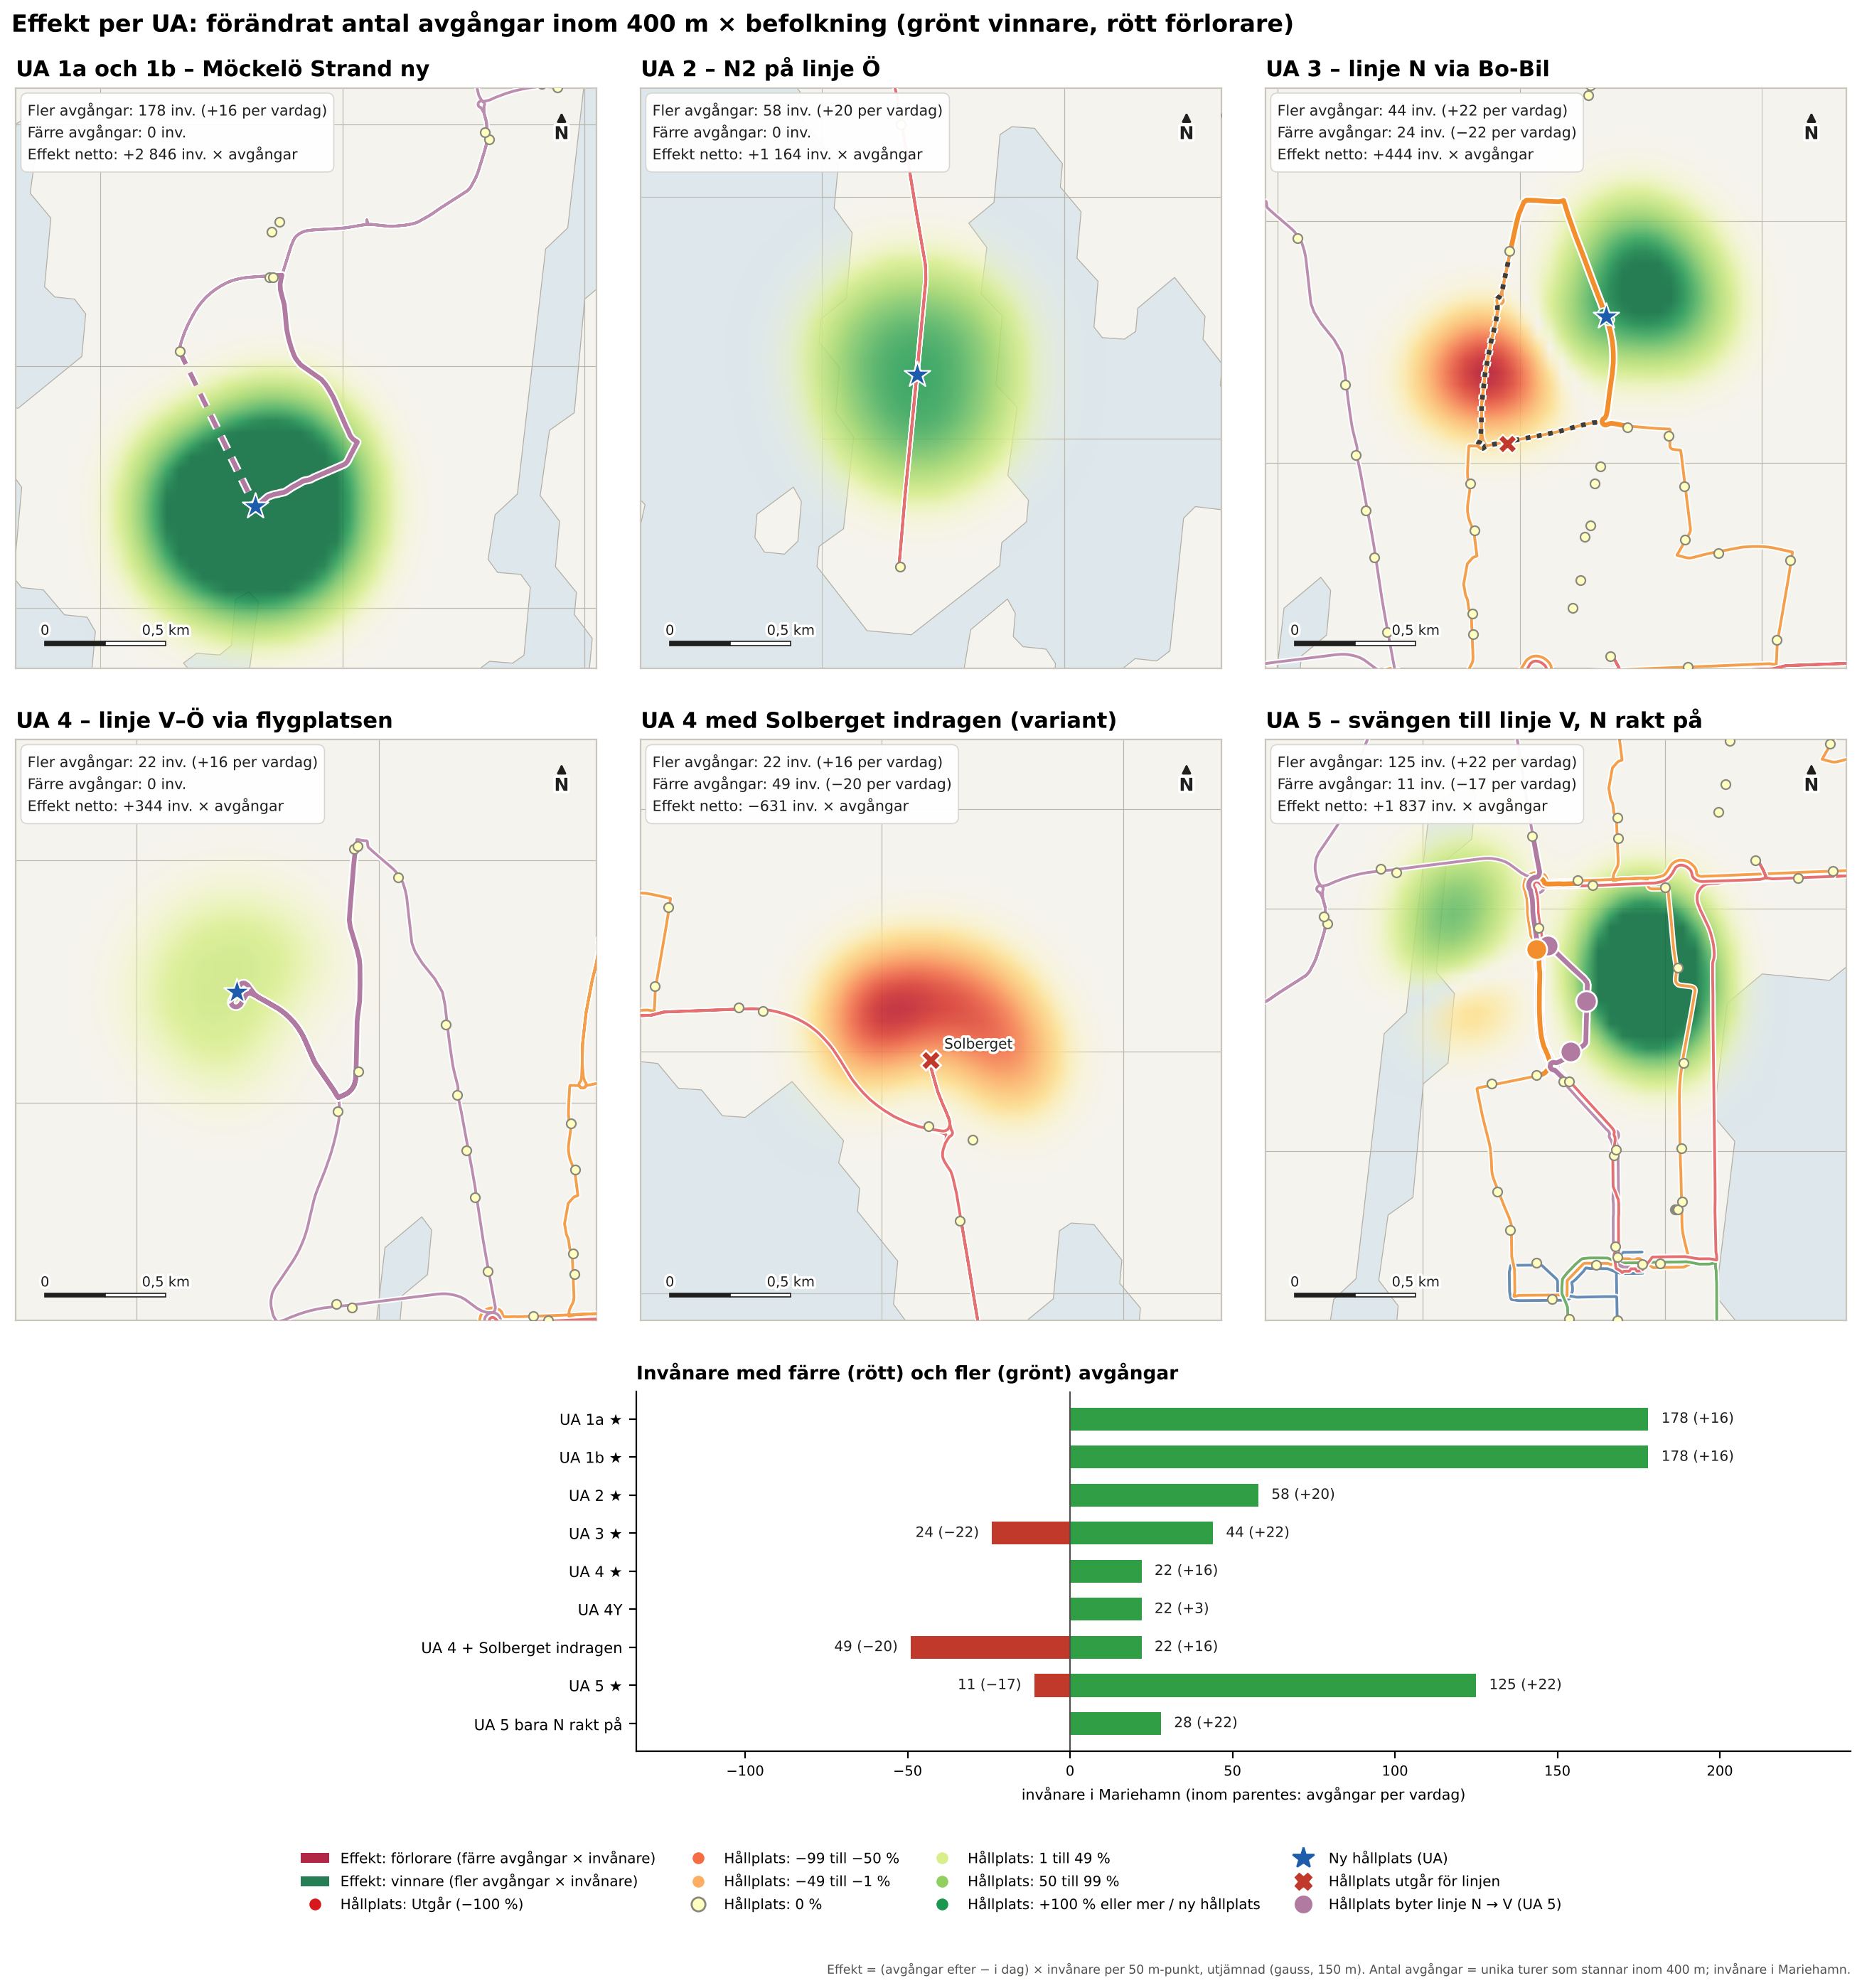 Effekt per UA: förändrat antal avgångar inom 400 m × befolkning (grönt vinnare, rött förlorare)
UA 1a och 1b – Möckelö Strand ny
Fler avgångar: 178 inv. (+16 per vardag)
Färre avgångar: 0 inv.
Effekt netto: +2 846 inv. × avgångar
N
0 0,5 km
UA 2 – N2 på linje Ö
Fler avgångar: 58 inv. (+20 per vardag)
Färre avgångar: 0 inv.
Effekt netto: +1 164 inv. × avgångar
N
0 0,5 km
UA 3 – linje N via Bo-Bil
Fler avgångar: 44 inv. (+22 per vardag)
Färre avgångar: 24 inv. (−22 per vardag)
Effekt netto: +444 inv. × avgångar
N
0 0,5 km
UA 4 – linje V–Ö via flygplatsen
Fler avgångar: 22 inv. (+16 per vardag)
Färre avgångar: 0 inv.
Effekt netto: +344 inv. × avgångar
N
0 0,5 km
UA 4 med Solberget indragen (variant)
Fler avgångar: 22 inv. (+16 per vardag)
Färre avgångar: 49 inv. (−20 per vardag)
Effekt netto: −631 inv. × avgångar
N
Solberget
0 0,5 km
UA 5 – svängen till linje V, N rakt på
Fler avgångar: 125 inv. (+22 per vardag)
Färre avgångar: 11 inv. (−17 per vardag)
Effekt netto: +1 837 inv. × avgångar
N
0 0,5 km
Invånare med färre (rött) och fler (grönt) avgångar
UA 1a ★ 178 (+16)
UA 1b ★ 178 (+16)
UA 2 ★ 58 (+20)
UA 3 ★ 24 (−22) 44 (+22)
UA 4 ★ 22 (+16)
UA 4Y 22 (+3)
UA 4 + Solberget indragen 49 (−20) 22 (+16)
UA 5 ★ 11 (−17) 125 (+22)
UA 5 bara N rakt på 28 (+22)
−100 −50 0 50 100 150 200
invånare i Mariehamn (inom parentes: avgångar per vardag)
Effekt: förlorare (färre avgångar × invånare)
Effekt: vinnare (fler avgångar × invånare)
Hållplats: Utgår (−100 %)
Hållplats: −99 till −50 %
Hållplats: −49 till −1 %
Hållplats: 0 %
Hållplats: 1 till 49 %
Hållplats: 50 till 99 %
Hållplats: +100 % eller mer / ny hållplats
Ny hållplats (UA)
Hållplats utgår för linjen
Hållplats byter linje N → V (UA 5)
Effekt = (avgångar efter − i dag) × invånare per 50 m-punkt, utjämnad (gauss, 150 m). Antal avgångar = unika turer som stannar inom 400 m; invånare i Mariehamn.